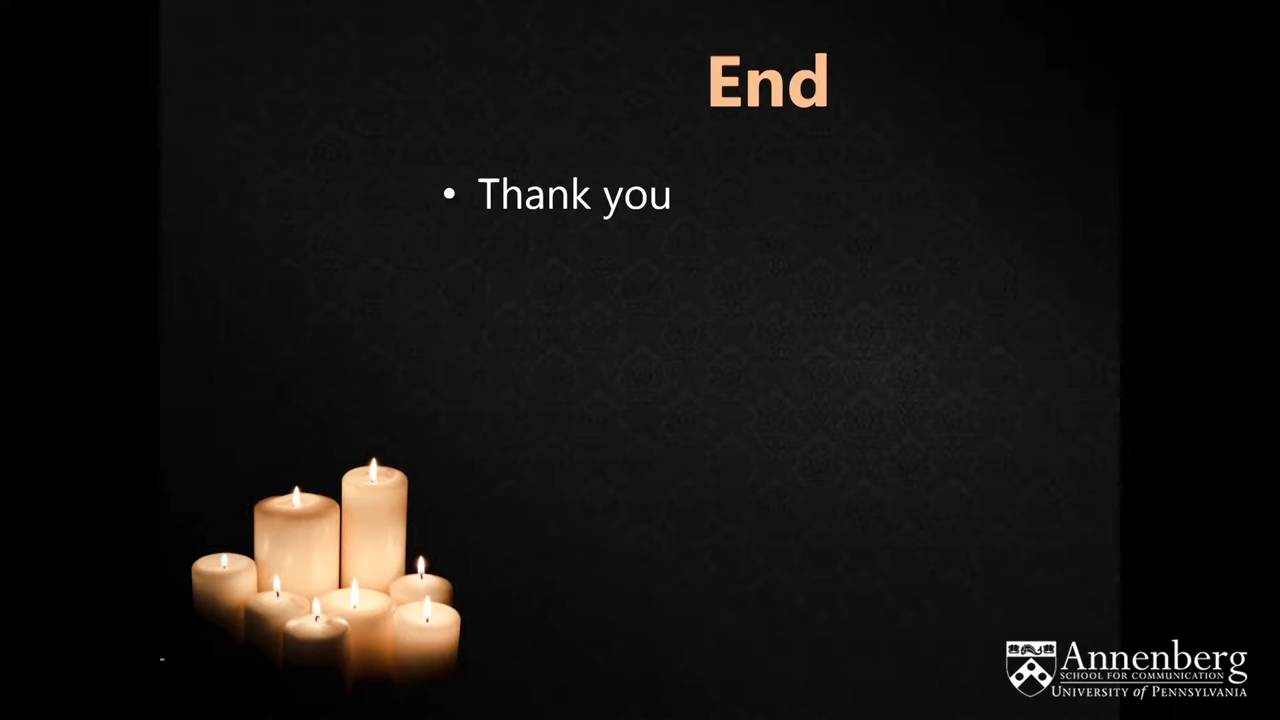 End
• Thank you
Annenberg
SCHOOL FOR COMMUNICATION
UNIVERSITY of PENNSYLVANIA